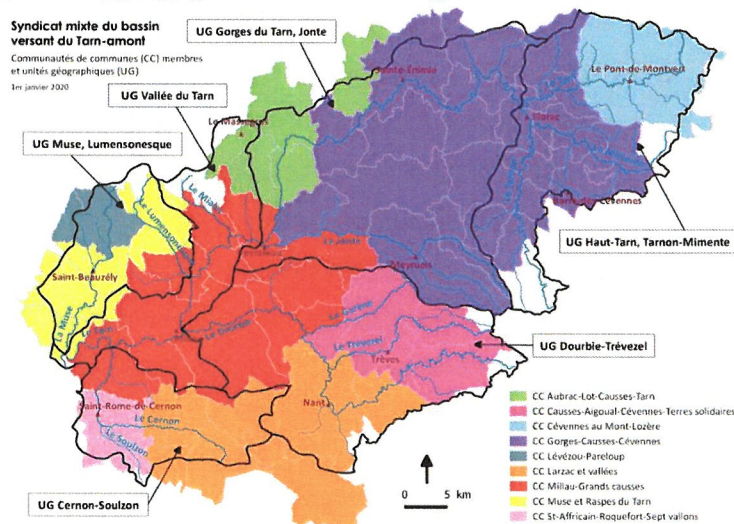 Syndicat mixte du bassin
versant du Tarn-amont
Communautés de communes (CC) membres
et unités géographiques (UG)
1er janvier 2020
UG Gorges du Tarn, Jonte
UG Vallée du Tarn
UG Muse, Lumensonesque
Sainte-Enimie
Le Pont-de-Montvert
Le Massegros
Florac
Barre-des-Cévennes
UG Haut-Tarn, Tarnon-Mimente
Le Lumensonesque
Saint-Beauzély
La Muse
Le Tarn
La Jonte
Meyrueis
Le Trévezel
Trèves
UG Dourbie-Trévezel
Nant
Saint-Rome-de-Cernon
Le Cernon
Le Soulzon
UG Cernon-Soulzon
0 5 km
CC Aubrac-Lot-Causses-Tarn
CC Causses-Aigoual-Cévennes-Terres solidaires
CC Cévennes au Mont-Lozère
CC Gorges-Causses-Cévennes
CC Lévézou-Pareloup
CC Larzac et vallées
CC Millau-Grands causses
CC Muse et Raspes du Tarn
CC St-Affricain-Roquefort-Sept vallons